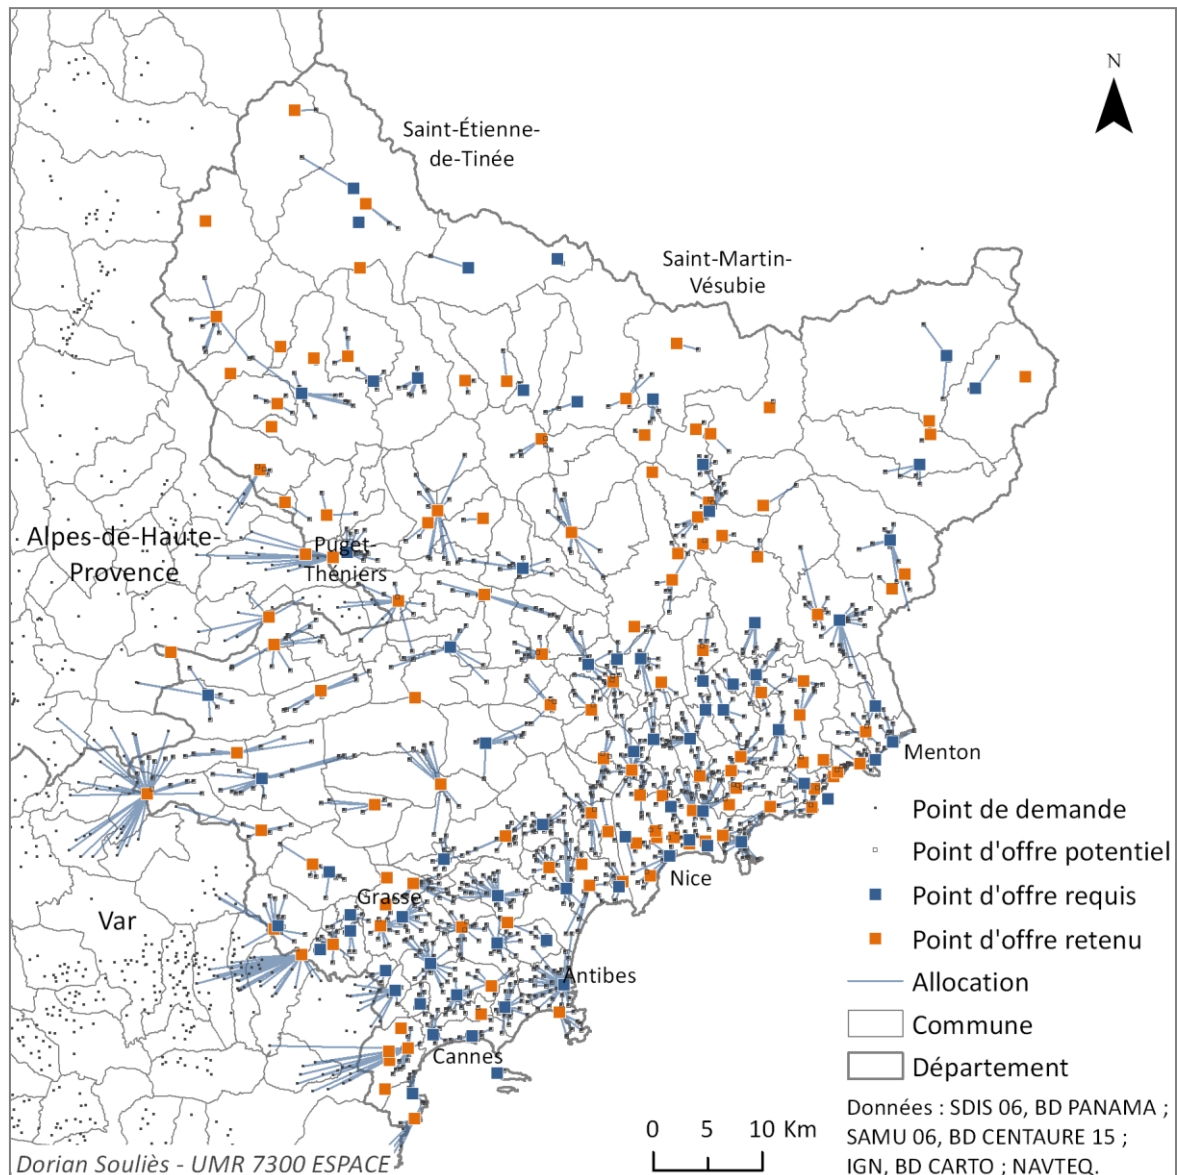 N
Saint-Étienne-
de-Tinée
Saint-Martin-
Vésubie
Alpes-de-Haute-
Provence
Puget-
Théniers
Menton
Point de demande
Point d'offre potentiel
Nice
Grasse
Point d'offre requis
Var
Point d'offre retenu
Antibes
Allocation
Commune
Cannes
Département
Données : SDIS 06, BD PANAMA ;
SAMU 06, BD CENTAURE 15 ;
IGN, BD CARTO ; NAVTEQ.
0 5 10 Km
Dorian Souliès - UMR 7300 ESPACE